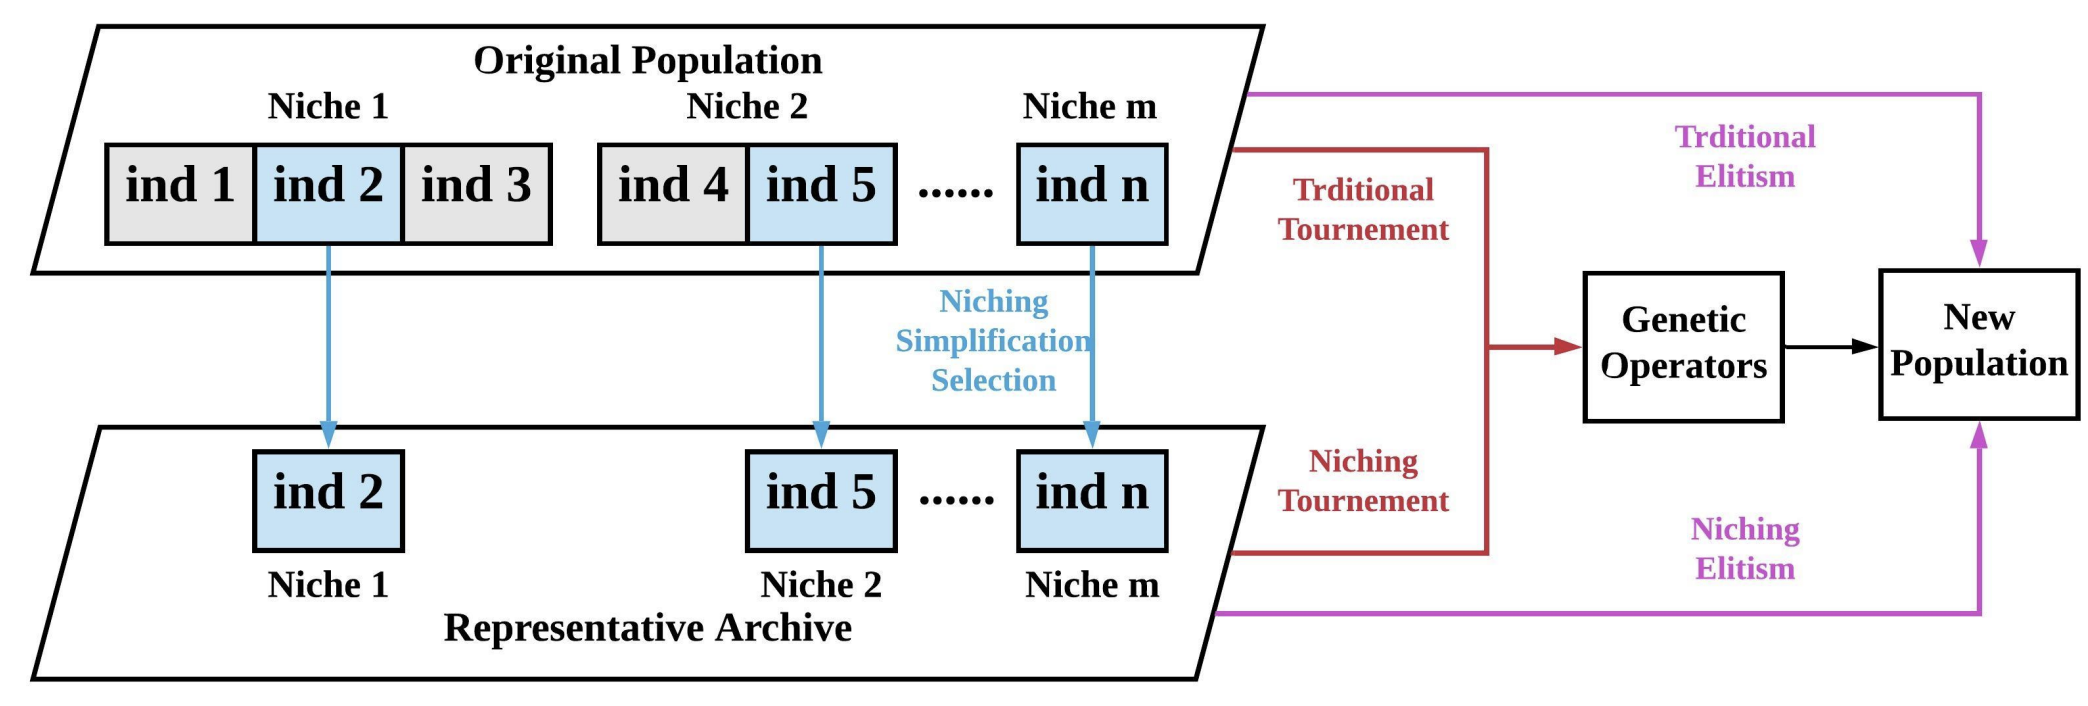 Original Population
Niche 1
Niche 2
Niche m
ind 1
ind 2
ind 3
ind 4
ind 5
......
ind n
Niching
Simplification
Selection
ind 2
ind 5
......
ind n
Niche 1
Niche 2
Niche m
Representative Archive
Trditional
Tournement
Niching
Tournement
Trditional
Elitism
Niching
Elitism
Genetic
Operators
New
Population